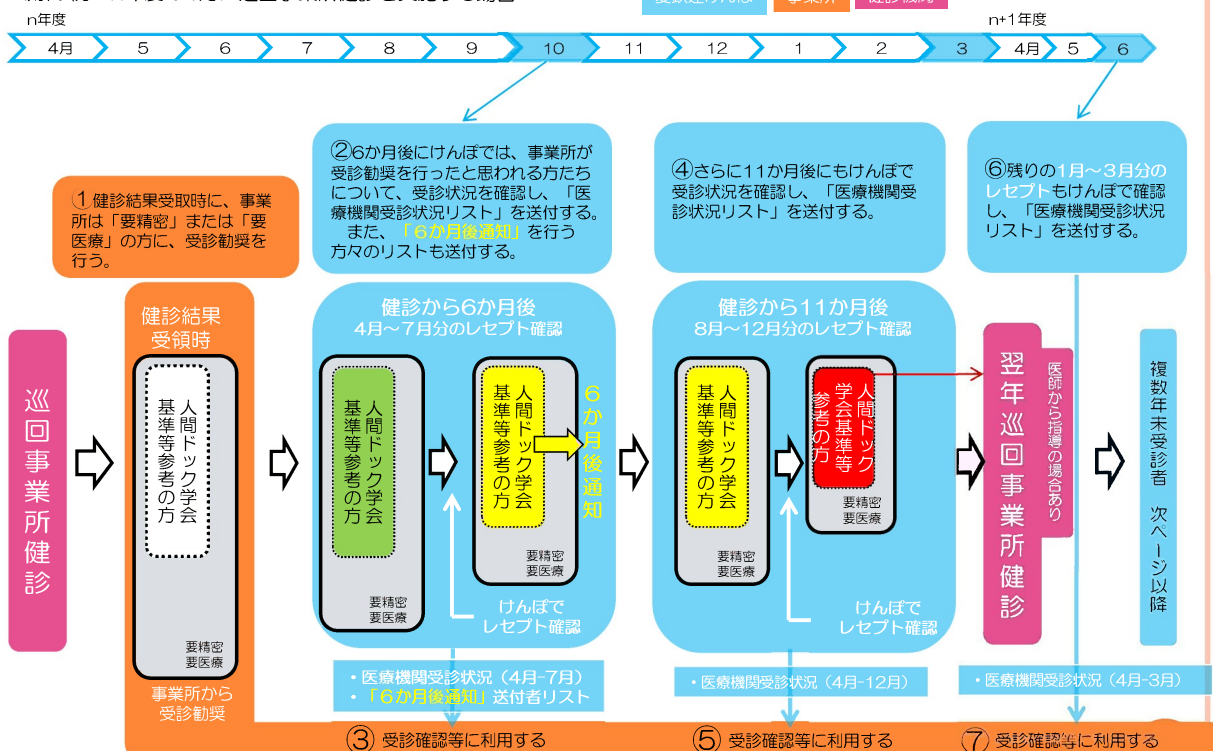 n年度
n+1年度
4月
5
6
7
8
9
10
11
12
1
2
3
4月
5
6
①健診結果受取時に、事業
所は「要精密」または「要
医療」の方に、受診勧奨を
行う。
②6か月後にけんぽでは、事業所が
受診勧奨を行ったと思われる方たち
について、受診状況を確認し、「医
療機関受診状況リスト」を送付する。
また、「6か月後通知」を行う
方々のリストも送付する。
④さらに11か月後にもけんぽで
受診状況を確認し、「医療機関受
診状況リスト」を送付する。
⑥残りの1月～3月分の
レセプトもけんぽで確認
し、「医療機関受診状況
リスト」を送付する。
巡回事業所健診
健診結果
受領時
人間ドック学会
基準等参考の方
要精密
要医療
事業所から
受診勧奨
健診から6か月後
4月～7月分のレセプト確認
人間ドック学会
基準等参考の方
要精密
要医療
人間ドック学会
基準等参考の方
要精密
要医療
6か月後通知
けんぽで
レセプト確認
健診から11か月後
8月～12月分のレセプト確認
人間ドック学会
基準等参考の方
要精密
要医療
人間ドック
学会基準等
参考の方
要精密
要医療
けんぽで
レセプト確認
翌年巡回事業所健診
医師から指導の場合あり
複数年未受診者　次ページ以降
・医療機関受診状況（4月-7月）
・「6か月後通知」送付者リスト
・医療機関受診状況（4月-12月）
・医療機関受診状況（4月-3月）
③ 受診確認等に利用する
⑤ 受診確認等に利用する
⑦ 受診確認等に利用する